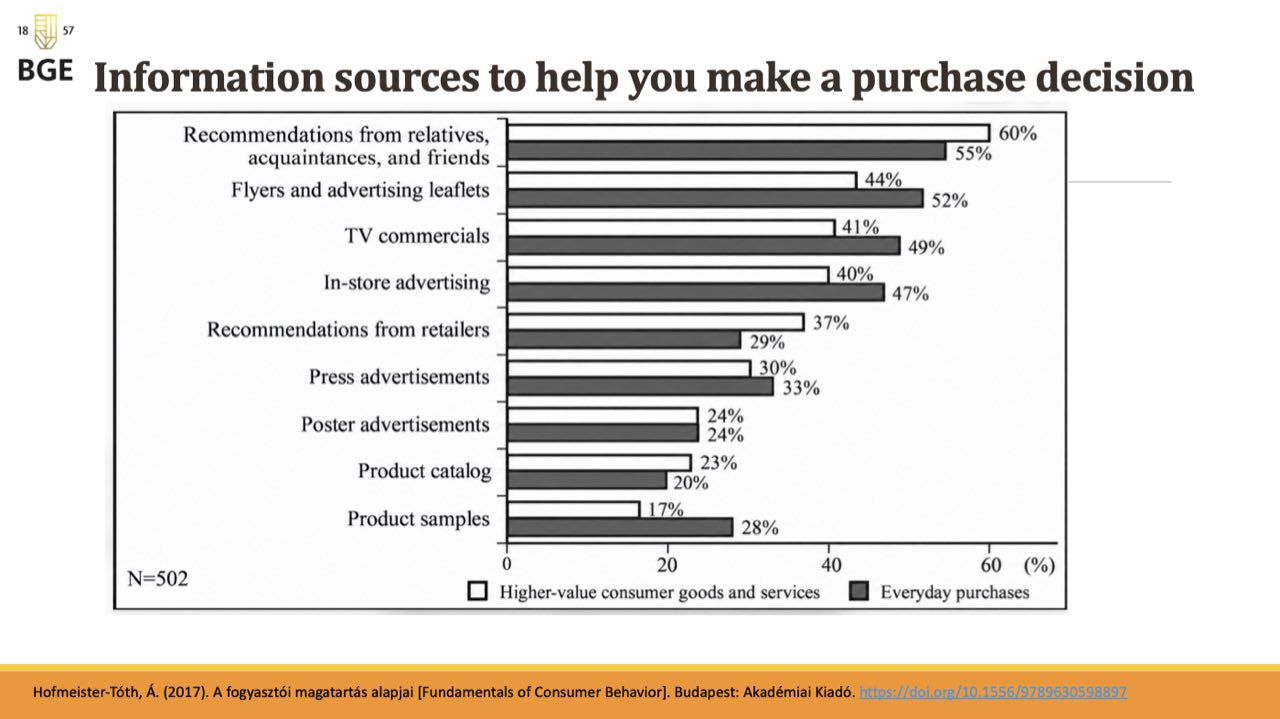 18 57
BGE
Information sources to help you make a purchase decision
Recommendations from relatives,
acquaintances, and friends
60%
55%
Flyers and advertising leaflets
44%
52%
TV commercials
41%
49%
In-store advertising
40%
47%
Recommendations from retailers
37%
29%
Press advertisements
30%
33%
Poster advertisements
24%
24%
Product catalog
23%
20%
Product samples
17%
28%
0 20 40 60 (%)
N=502
Higher-value consumer goods and services Everyday purchases
Hofmeister-Tóth, Á. (2017). A fogyasztói magatartás alapjai [Fundamentals of Consumer Behavior]. Budapest: Akadémiai Kiadó. https://doi.org/10.1556/9789630598897